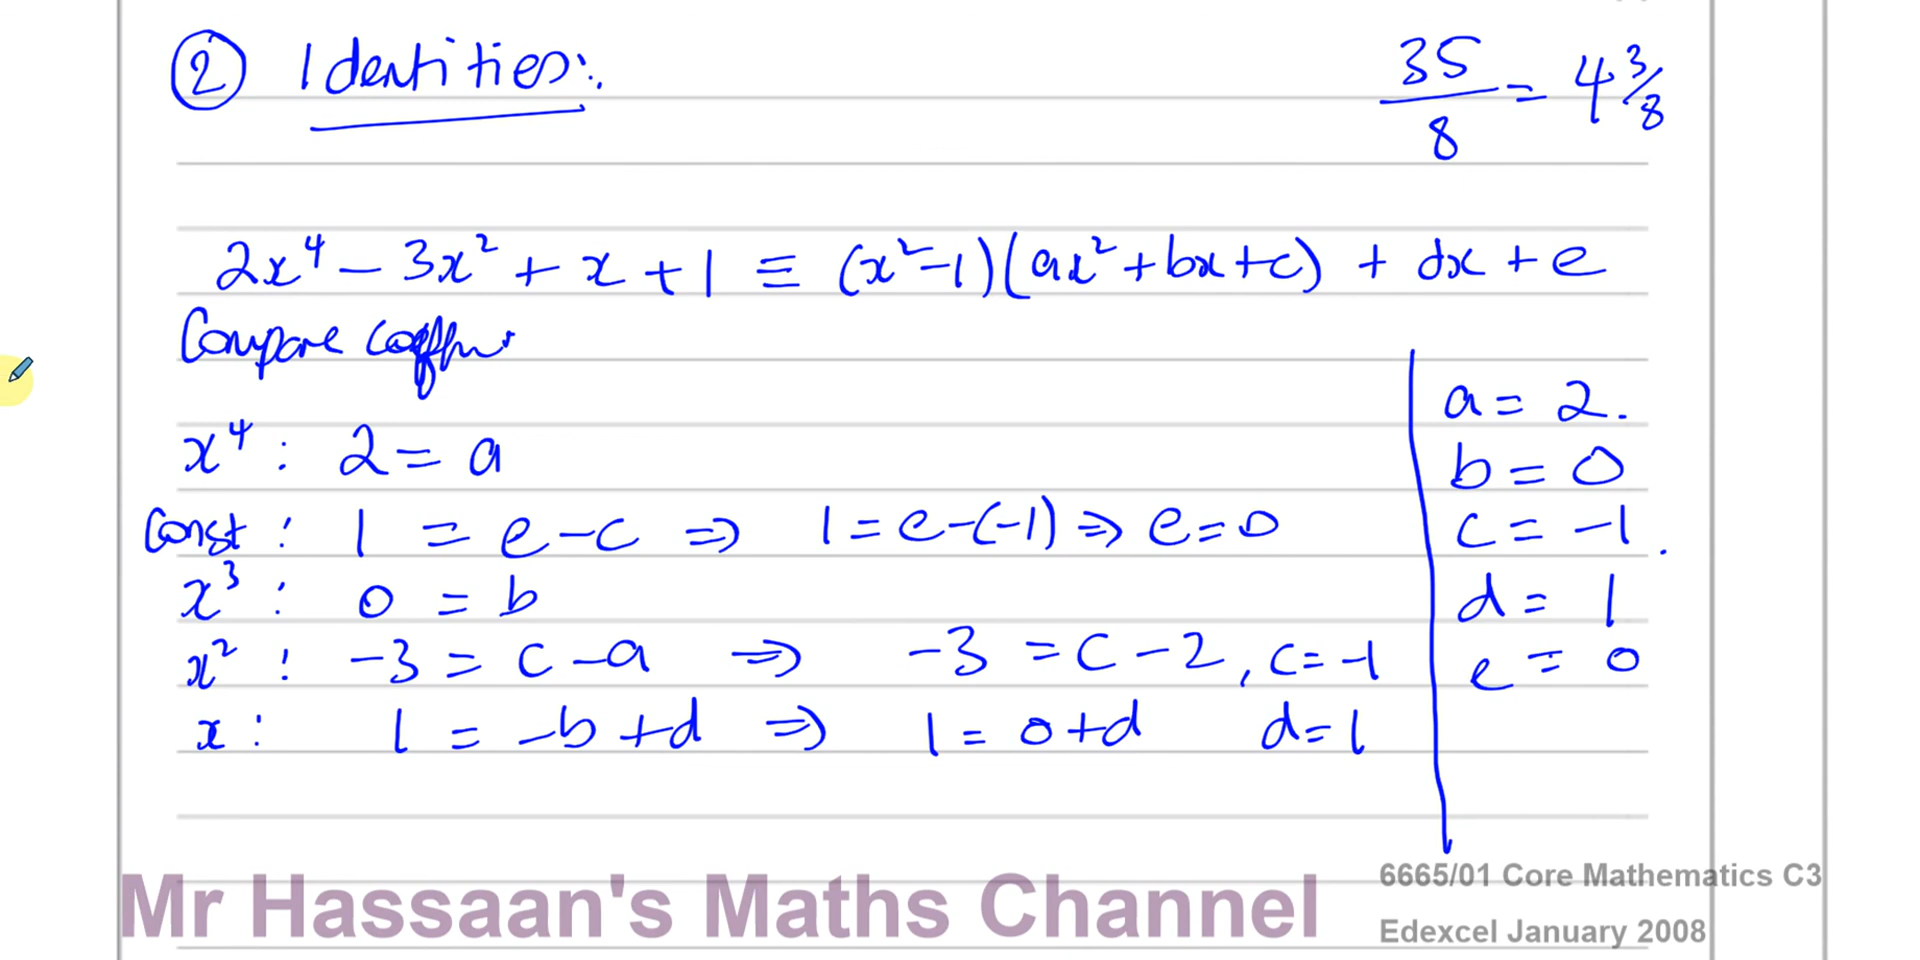 ② Identities:
35/8 = 4 3/8
2x⁴ - 3x² + x + 1 ≡ (x²-1)(ax²+bx+c) + dx + e
Compare
x⁴ : 2 = a
Const : 1 = e - c ⇒ 1 = e-(-1) ⇒ e = 0
x³ : 0 = b
x² : -3 = c - a ⇒ -3 = c - 2, c = -1
x : 1 = -b + d ⇒ 1 = 0 + d d = 1
a = 2.
b = 0
c = -1.
d = 1
e = 0
Mr Hassaan's Maths Channel
6665/01 Core Mathematics C3
Edexcel January 2008